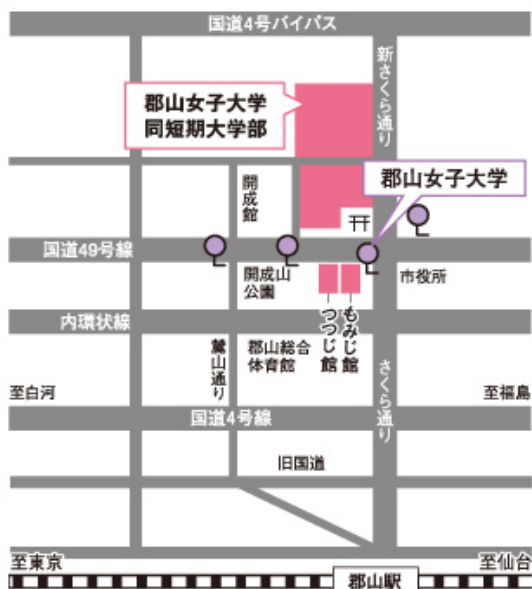 国道4号バイパス
新さくら通り
郡山女子大学
同短期大学部
開成館
郡山女子大学
国道49号線
開成山
公園
市役所
内環状線
つつじ館
もみじ館
麓山通り
郡山総合
体育館
さくら通り
至白河
至福島
国道4号線
旧国道
至東京
至仙台
郡山駅